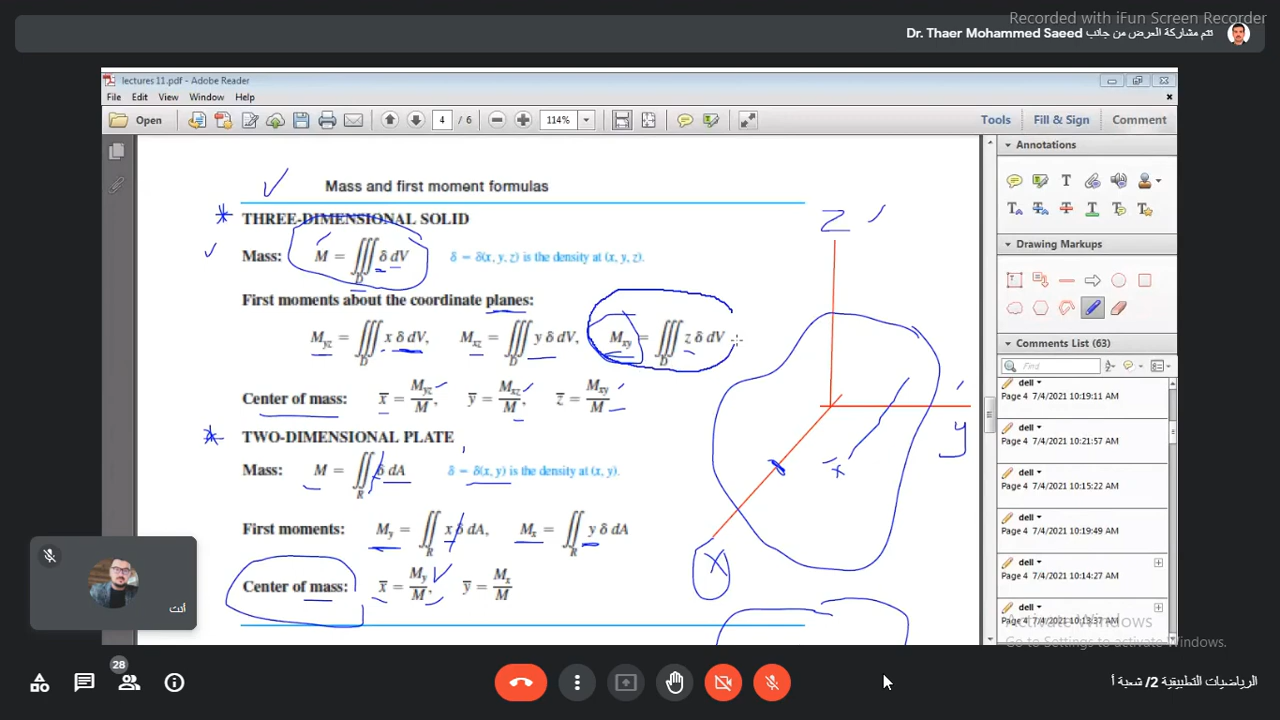 Recorded with iFun Screen Recorder
Dr. Thaer Mohammed Saeed تتم مشاركة العرض من جانب
lectures 11.pdf - Adobe Reader
File Edit View Window Help
Open 4 / 6 114% Tools Fill & Sign Comment
Annotations
Mass and first moment formulas
THREE-DIMENSIONAL SOLID
Mass: M = ∭_D δ dV δ = δ(x, y, z) is the density at (x, y, z).
First moments about the coordinate planes:
M_yz = ∭_D x δ dV, M_xz = ∭_D y δ dV, M_xy = ∭_D z δ dV
Center of mass: x̄ = M_yz/M, ȳ = M_xz/M, z̄ = M_xy/M
TWO-DIMENSIONAL PLATE
Mass: M = ∬_R δ dA δ = δ(x, y) is the density at (x, y).
First moments: M_y = ∬_R x δ dA, M_x = ∬_R y δ dA
Center of mass: x̄ = M_y/M, ȳ = M_x/M
Z
y
x̄
X
Drawing Markups
Comments List (63)
Find
dell
Page 4 7/4/2021 10:19:11 AM
dell
Page 4 7/4/2021 10:21:57 AM
dell
Page 4 7/4/2021 10:15:22 AM
dell
Page 4 7/4/2021 10:19:49 AM
dell
Page 4 7/4/2021 10:14:27 AM
dell
Page 4 7/4/2021 10:13:37 AM
Activate Windows
Go to Settings to activate Windows.
أنت
28
الرياضيات التطبيقية 2/ شعبة أ